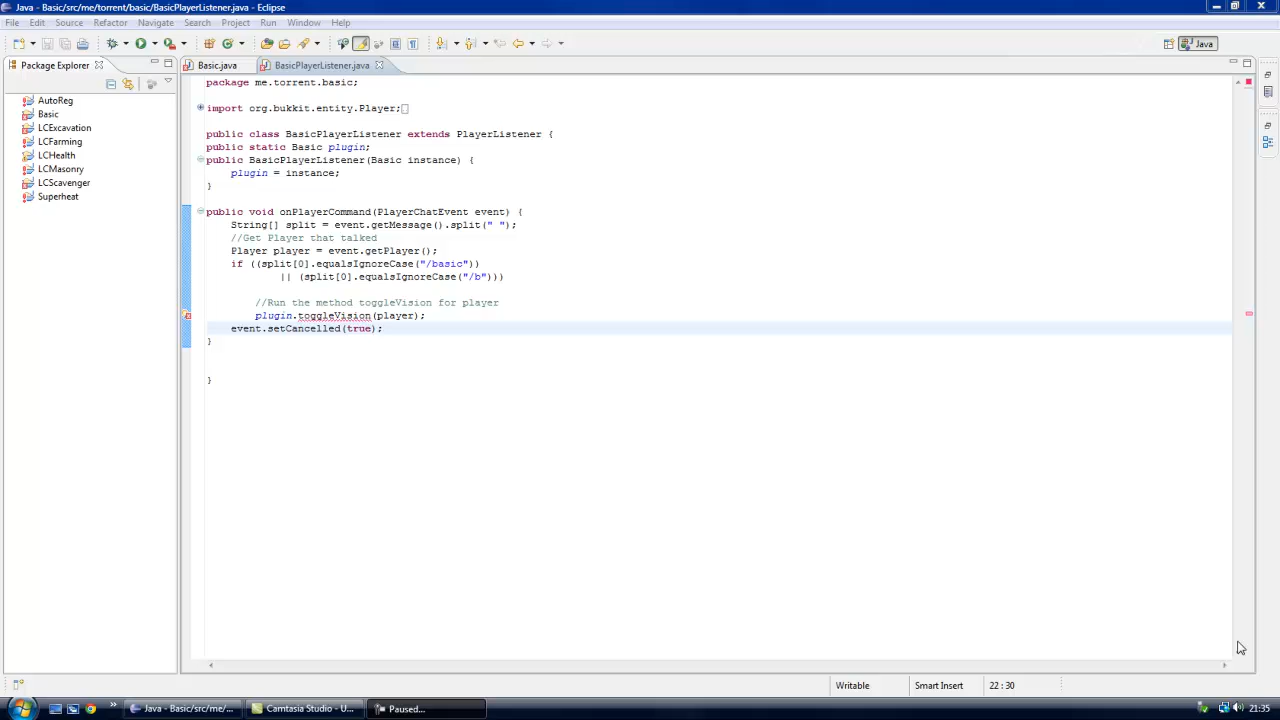 Java - Basic/src/me/torrent/basic/BasicPlayerListener.java - Eclipse
File Edit Source Refactor Navigate Search Project Run Window Help
Java
Package Explorer
Basic.java
BasicPlayerListener.java
AutoReg
Basic
LCExcavation
LCFarming
LCHealth
LCMasonry
LCScavenger
Superheat
package me.torrent.basic;
import org.bukkit.entity.Player;
public class BasicPlayerListener extends PlayerListener {
public static Basic plugin;
public BasicPlayerListener(Basic instance) {
plugin = instance;
}
public void onPlayerCommand(PlayerChatEvent event) {
String[] split = event.getMessage().split(" ");
//Get Player that talked
Player player = event.getPlayer();
if ((split[0].equalsIgnoreCase("/basic"))
|| (split[0].equalsIgnoreCase("/b")))
//Run the method toggleVision for player
plugin.toggleVision(player);
event.setCancelled(true);
}
}
Writable Smart Insert 22 : 30
Java - Basic/src/me/... Camtasia Studio - U... Paused... 21:35